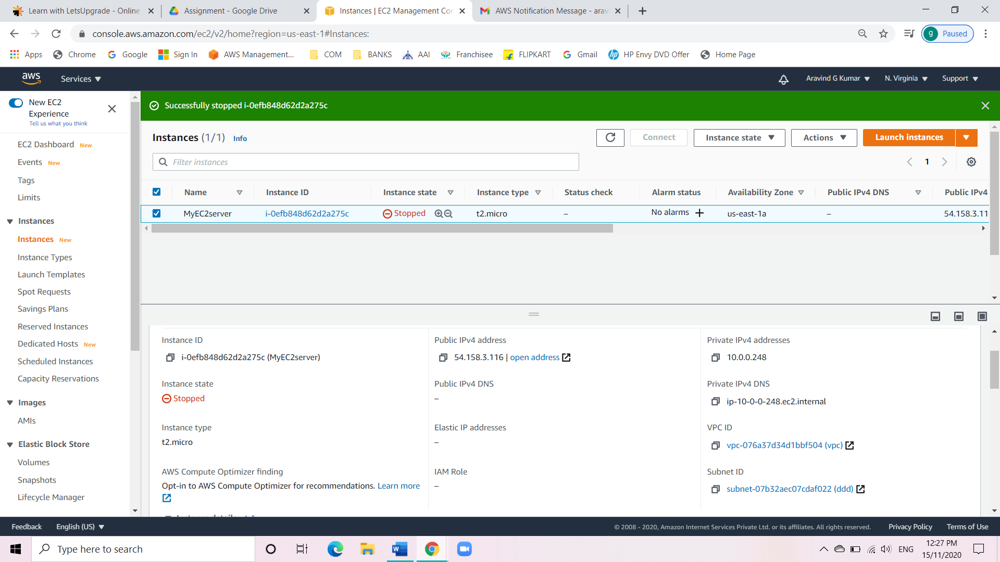 Learn with LetsUpgrade - Online
Assignment - Google Drive
Instances | EC2 Management Con
AWS Notification Message - arav
console.aws.amazon.com/ec2/v2/home?region=us-east-1#Instances:
g Paused
Apps Chrome Google Sign In AWS Management... COM BANKS AAI Franchisee FLIPKART Gmail HP Envy DVD Offer Home Page
aws Services Aravind G Kumar N. Virginia Support
New EC2
Experience
Tell us what you think
EC2 Dashboard New
Events New
Tags
Limits
Instances
Instances New
Instance Types
Launch Templates
Spot Requests
Savings Plans
Reserved Instances
Dedicated Hosts New
Scheduled Instances
Capacity Reservations
Images
AMIs
Elastic Block Store
Volumes
Snapshots
Lifecycle Manager
Successfully stopped i-0efb848d62d2a275c
Instances (1/1) Info
Connect Instance state Actions Launch instances
Filter instances
1
Name Instance ID Instance state Instance type Status check Alarm status Availability Zone Public IPv4 DNS Public IPv4
MyEC2server i-0efb848d62d2a275c Stopped t2.micro – No alarms us-east-1a – 54.158.3.11
Instance ID
i-0efb848d62d2a275c (MyEC2server)
Public IPv4 address
54.158.3.116 | open address
Private IPv4 addresses
10.0.0.248
Instance state
Stopped
Public IPv4 DNS
–
Private IPv4 DNS
ip-10-0-0-248.ec2.internal
Instance type
t2.micro
Elastic IP addresses
–
VPC ID
vpc-076a37d34d1bbf504 (vpc)
AWS Compute Optimizer finding
Opt-in to AWS Compute Optimizer for recommendations. Learn more
IAM Role
–
Subnet ID
subnet-07b32aec07cdaf022 (ddd)
Feedback English (US) © 2008 - 2020, Amazon Internet Services Private Ltd. or its affiliates. All rights reserved. Privacy Policy Terms of Use
Type here to search
ENG
12:27 PM
15/11/2020